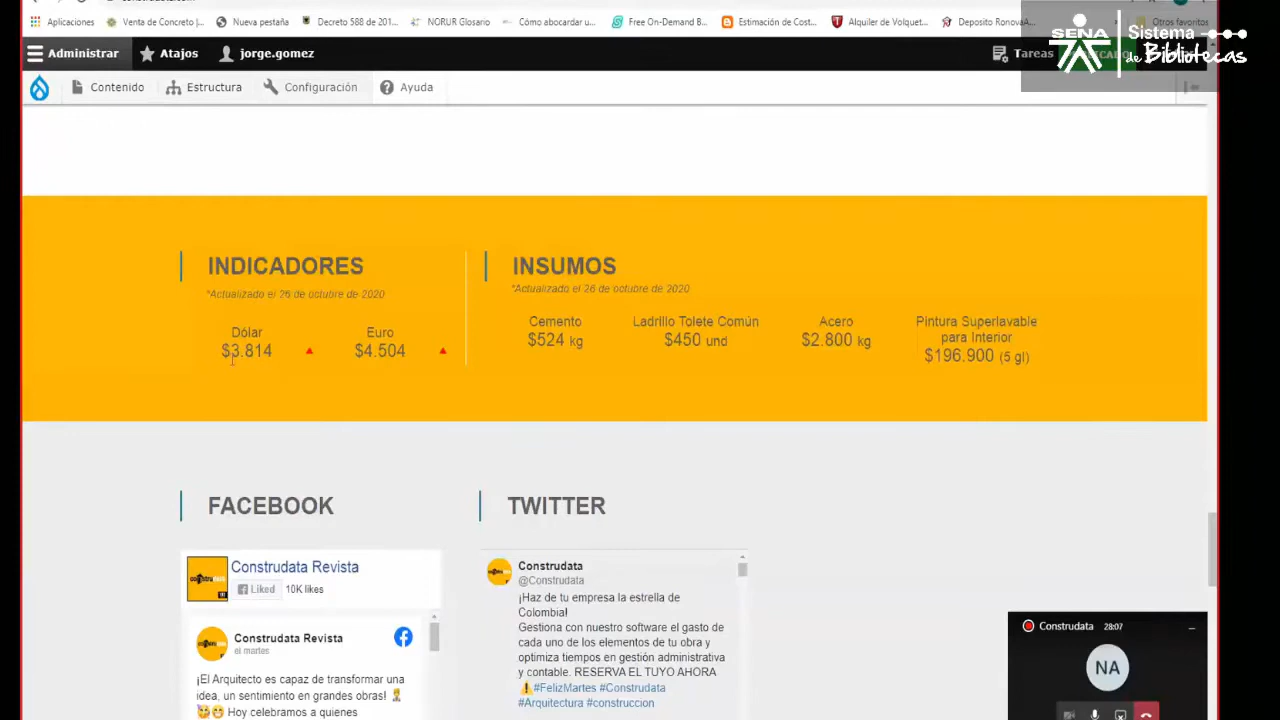 Aplicaciones
Venta de Concreto |...
Nueva pestaña
Decreto 588 de 201...
NORUR Glosario
Cómo abocardar u...
Free On-Demand B...
Estimación de Cost...
Alquiler de Volquet...
Deposito RonovaA...
Otros favoritos
Administrar
Atajos
jorge.gomez
Tareas
SENA
Sistema
de Bibliotecas
Contenido
Estructura
Configuración
Ayuda
INDICADORES
*Actualizado el 26 de octubre de 2020
Dólar
$3.814
Euro
$4.504
INSUMOS
*Actualizado el 26 de octubre de 2020
Cemento
$524 kg
Ladrillo Tolete Común
$450 und
Acero
$2.800 kg
Pintura Superlavable
para Interior
$196.900 (5 gl)
FACEBOOK
Construdata Revista
Liked
10K likes
Construdata Revista
el martes
¡El Arquitecto es capaz de transformar una
idea, un sentimiento en grandes obras!
Hoy celebramos a quienes
TWITTER
Construdata
@Construdata
¡Haz de tu empresa la estrella de
Colombia!
Gestiona con nuestro software el gasto de
cada uno de los elementos de tu obra y
optimiza tiempos en gestión administrativa
y contable. RESERVA EL TUYO AHORA
⚠#FelizMartes #Construdata
#Arquitectura #construccion
Construdata
28:07
NA